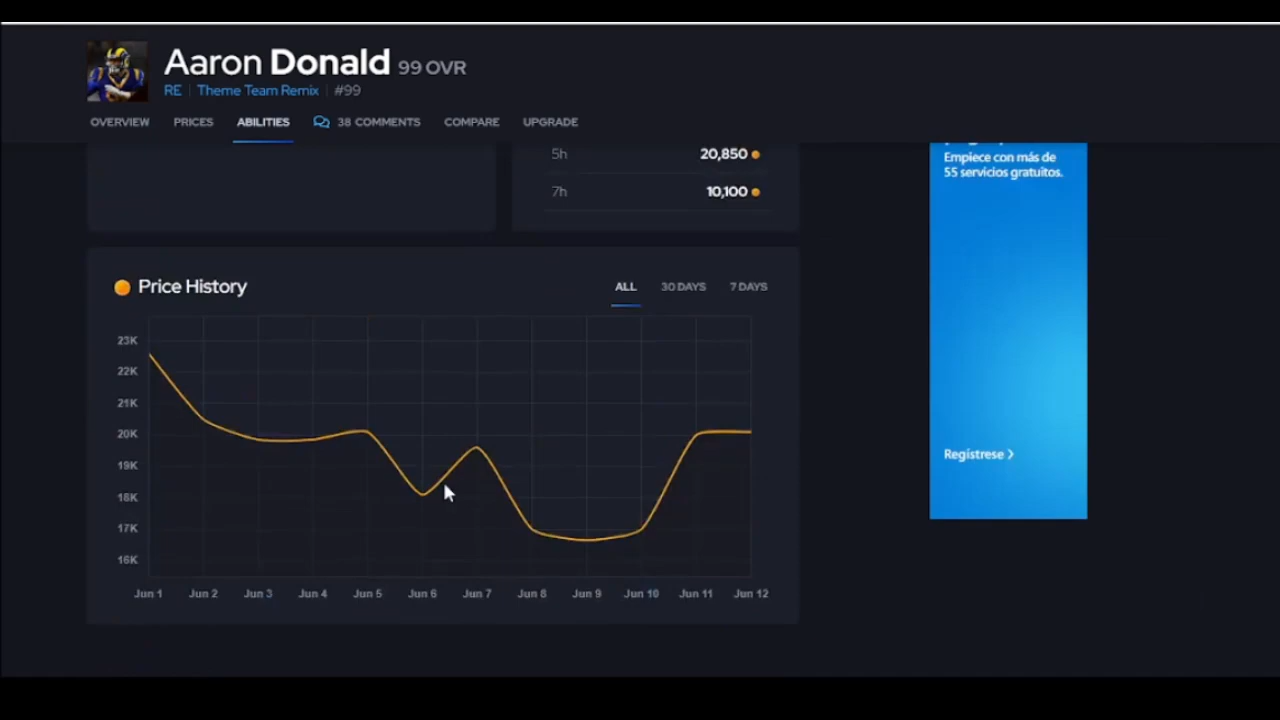 Aaron Donald 99 OVR
RE | Theme Team Remix | #99
OVERVIEW PRICES ABILITIES 38 COMMENTS COMPARE UPGRADE
5h 20,850
7h 10,100
Empiece con más de
55 servicios gratuitos.
Regístrese >
Price History ALL 30 DAYS 7 DAYS
23K
22K
21K
20K
19K
18K
17K
16K
Jun 1 Jun 2 Jun 3 Jun 4 Jun 5 Jun 6 Jun 7 Jun 8 Jun 9 Jun 10 Jun 11 Jun 12